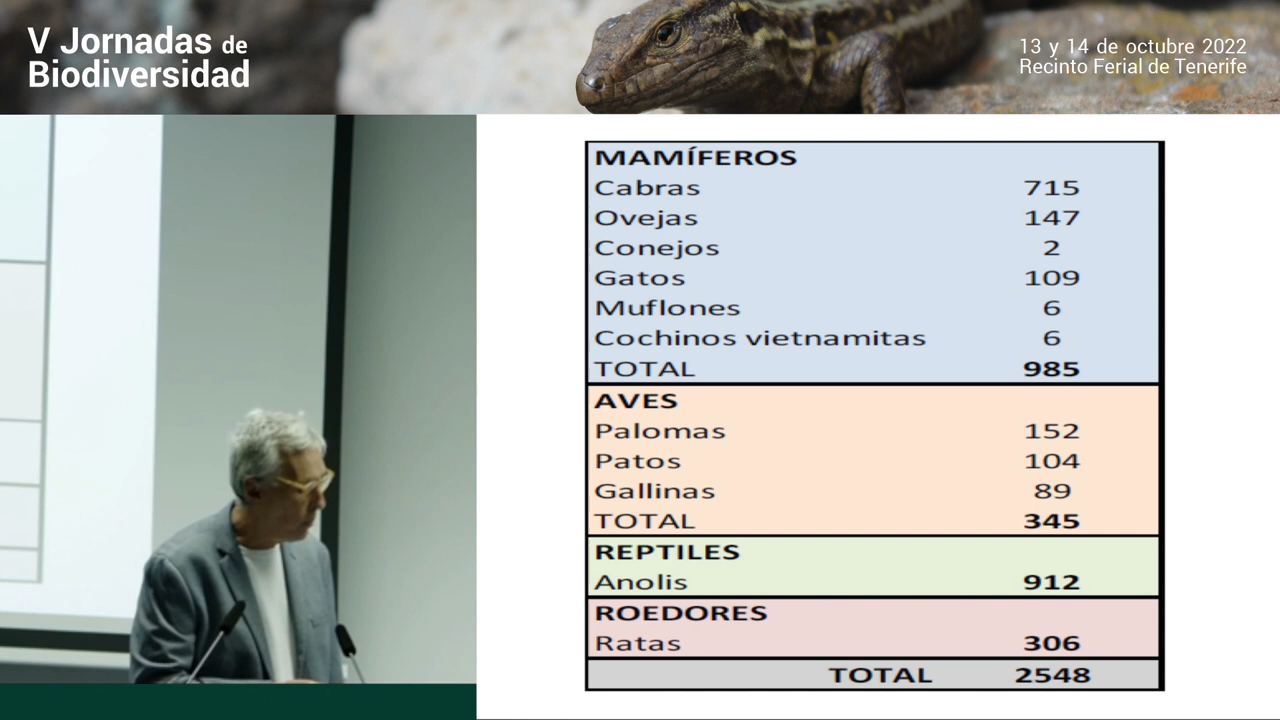 V Jornadas de
Biodiversidad
13 y 14 de octubre 2022
Recinto Ferial de Tenerife
MAMÍFEROS
Cabras 715
Ovejas 147
Conejos 2
Gatos 109
Muflones 6
Cochinos vietnamitas 6
TOTAL 985
AVES
Palomas 152
Patos 104
Gallinas 89
TOTAL 345
REPTILES
Anolis 912
ROEDORES
Ratas 306
TOTAL 2548